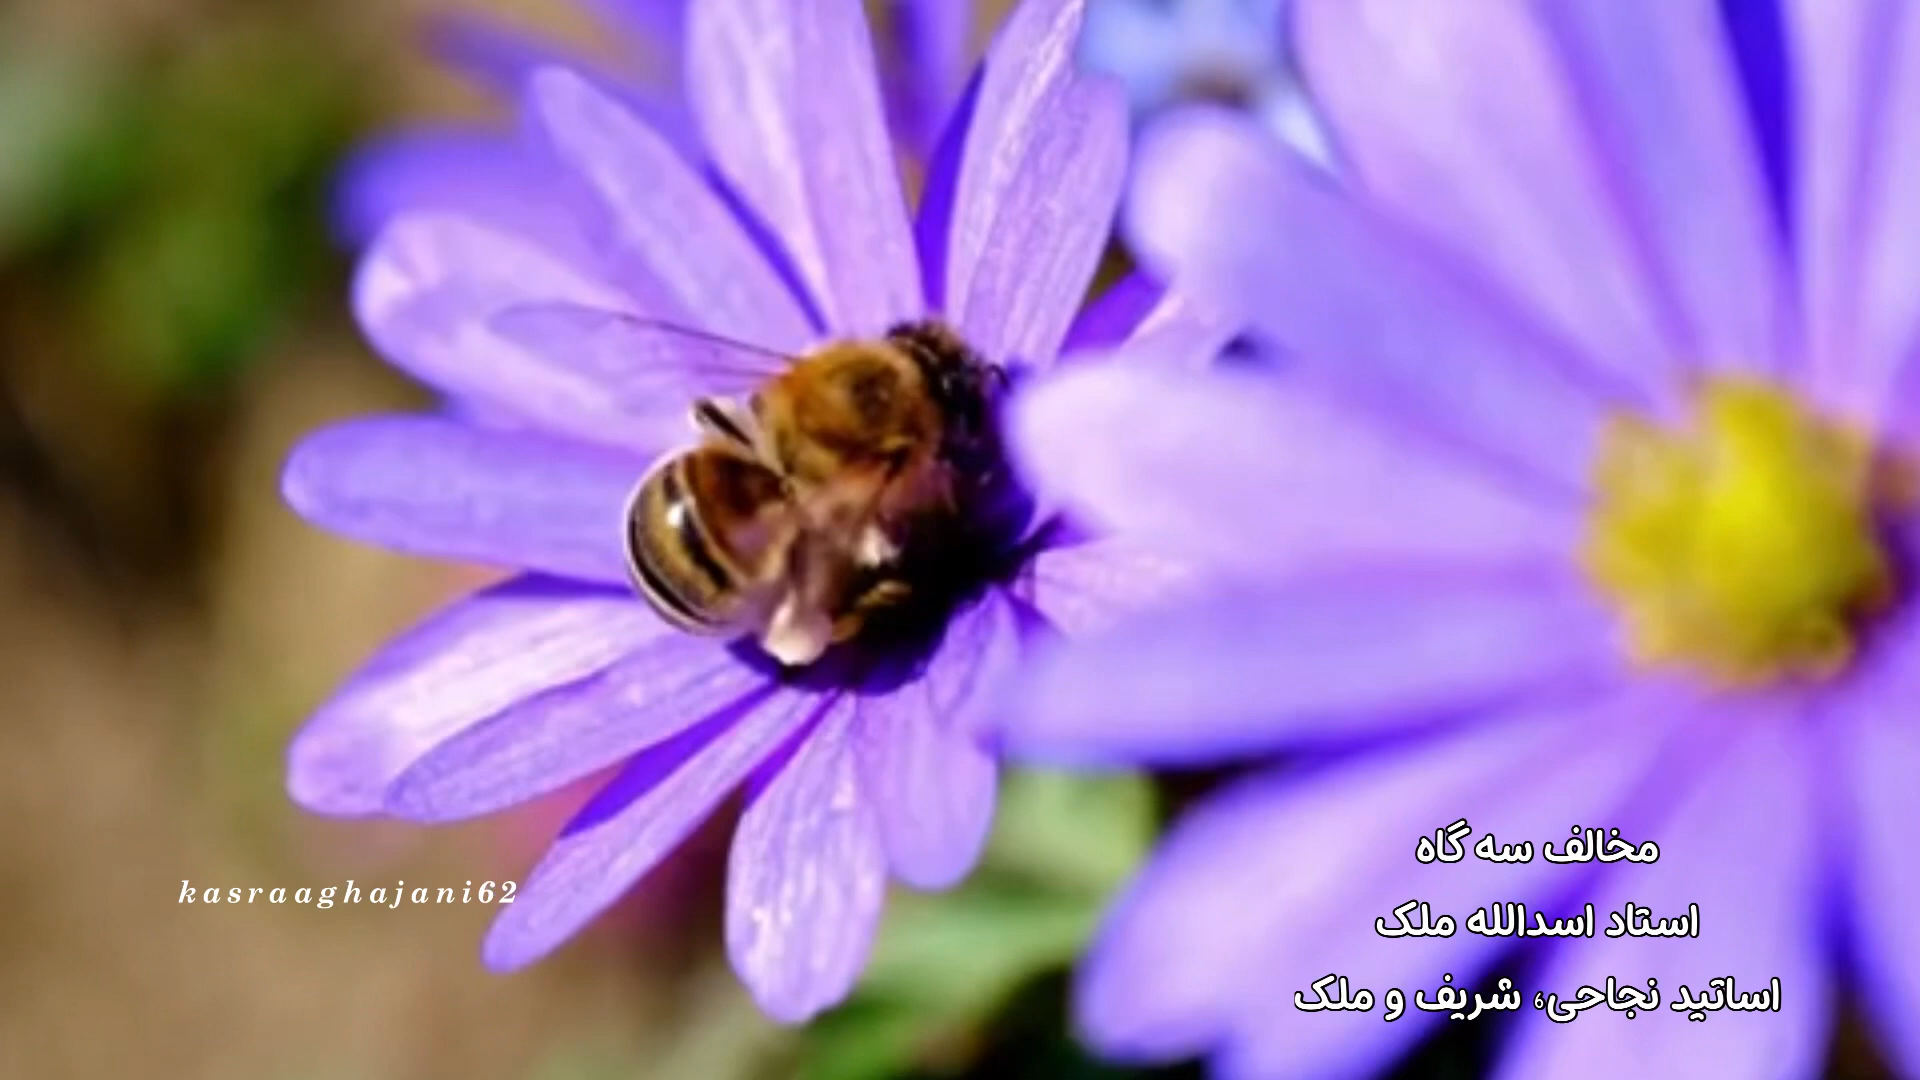 مخالف سه گاه
استاد اسدالله ملک
اساتید نجاحی، شریف و ملک
kasraaghajani62